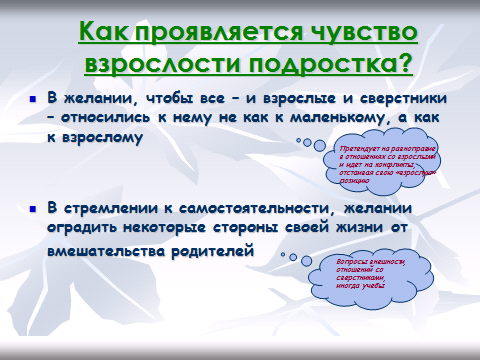 Как проявляется чувство
взрослости подростка?
В желании, чтобы все – и взрослые и сверстники
– относились к нему не как к маленькому, а как
к взрослому
Претендует на равноправие
в отношениях со взрослыми
и идет на конфликты,
отстаивая свою «взрослую»
позицию
В стремлении к самостоятельности, желании
оградить некоторые стороны своей жизни от
вмешательства родителей
Вопросы внешности,
отношений со
сверстниками,
иногда учебы